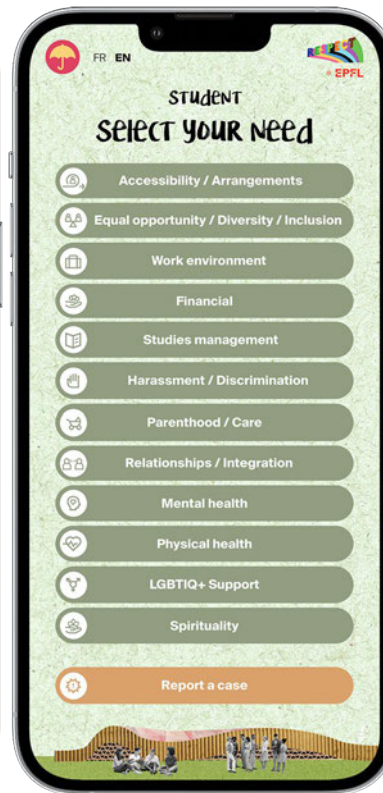 FR EN
RESPECT
EPFL
STUDENT
SELECT YOUR NEED
Accessibility / Arrangements
Equal opportunity / Diversity / Inclusion
Work environment
Financial
Studies management
Harassment / Discrimination
Parenthood / Care
Relationships / Integration
Mental health
Physical health
LGBTIQ+ Support
Spirituality
Report a case